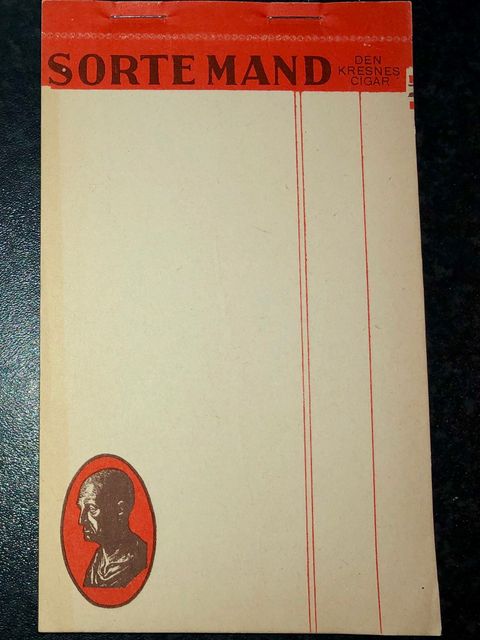 SORTE MAND
DEN
KRESNES
CIGAR